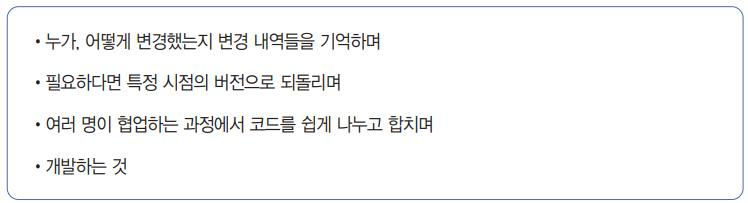 • 누가, 어떻게 변경했는지 변경 내역들을 기억하며
• 필요하다면 특정 시점의 버전으로 되돌리며
• 여러 명이 협업하는 과정에서 코드를 쉽게 나누고 합치며
• 개발하는 것